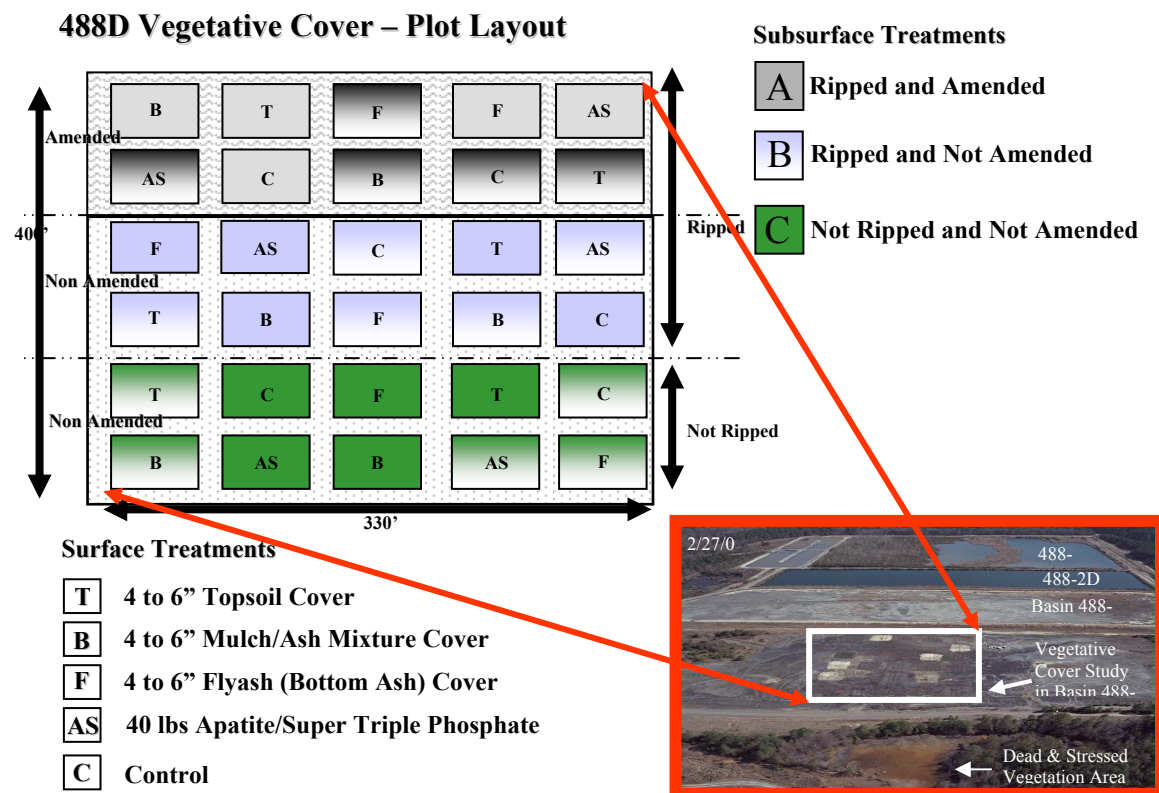 488D Vegetative Cover – Plot Layout
Subsurface Treatments
A Ripped and Amended
B Ripped and Not Amended
C Not Ripped and Not Amended
Amended
B T F F AS
AS C B C T
400'
Ripped
Non Amended
F AS C T AS
T B F B C
Non Amended
Not Ripped
T C F T C
B AS B AS F
330’
Surface Treatments
T 4 to 6” Topsoil Cover
B 4 to 6” Mulch/Ash Mixture Cover
F 4 to 6” Flyash (Bottom Ash) Cover
AS 40 lbs Apatite/Super Triple Phosphate
C Control
2/27/0
488-
488-2D
Basin 488-
Vegetative
Cover Study
in Basin 488-
Dead & Stressed
Vegetation Area